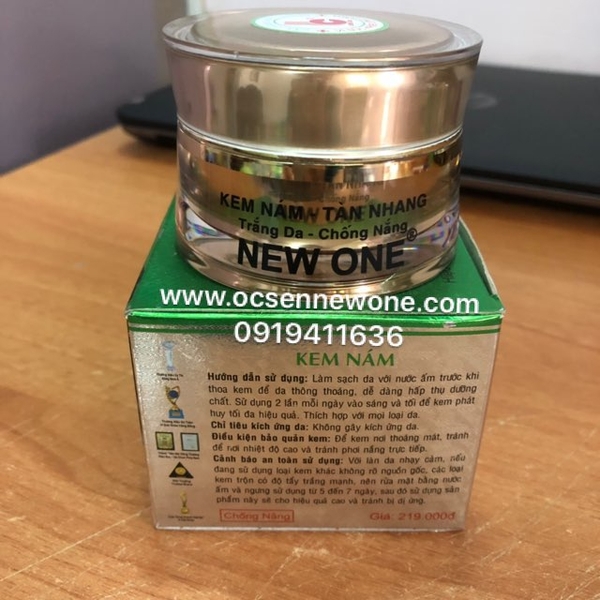 KEM NÁM - TÀN NHANG
Trắng Da - Chống Nắng
NEW ONE®
www.ocsennewone.com
0919411636
KEM NÁM
Hướng dẫn sử dụng: Làm sạch da với nước ấm trước khi
thoa kem để da thông thoáng, dễ dàng hấp thụ dưỡng
chất. Sử dụng 2 lần mỗi ngày vào sáng và tối để kem phát
huy tối đa hiệu quả. Thích hợp với mọi loại da.
Chỉ tiêu kích ứng da: Không gây kích ứng da.
Điều kiện bảo quản kem: Để kem nơi thoáng mát, tránh
để nơi nhiệt độ cao và tránh phơi nắng trực tiếp.
Cảnh báo an toàn sử dụng: Với làn da nhạy cảm, nếu
đang sử dụng loại kem khác không rõ nguồn gốc, các loại
kem trộn có độ tẩy trắng mạnh, nên rửa mặt bằng nước
ấm và ngưng sử dụng từ 5 đến 7 ngày, sau đó sử dụng sản
phẩm này sẽ cho hiệu quả cao và tránh bị dị ứng.
Chống Nắng
Giá: 219.000đ